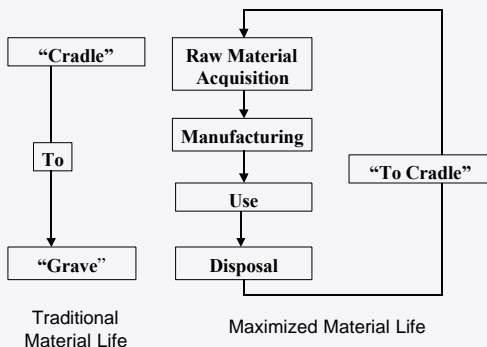 “Cradle”
To
“Grave”
Traditional
Material Life
Raw Material
Acquisition
Manufacturing
Use
Disposal
“To Cradle”
Maximized Material Life